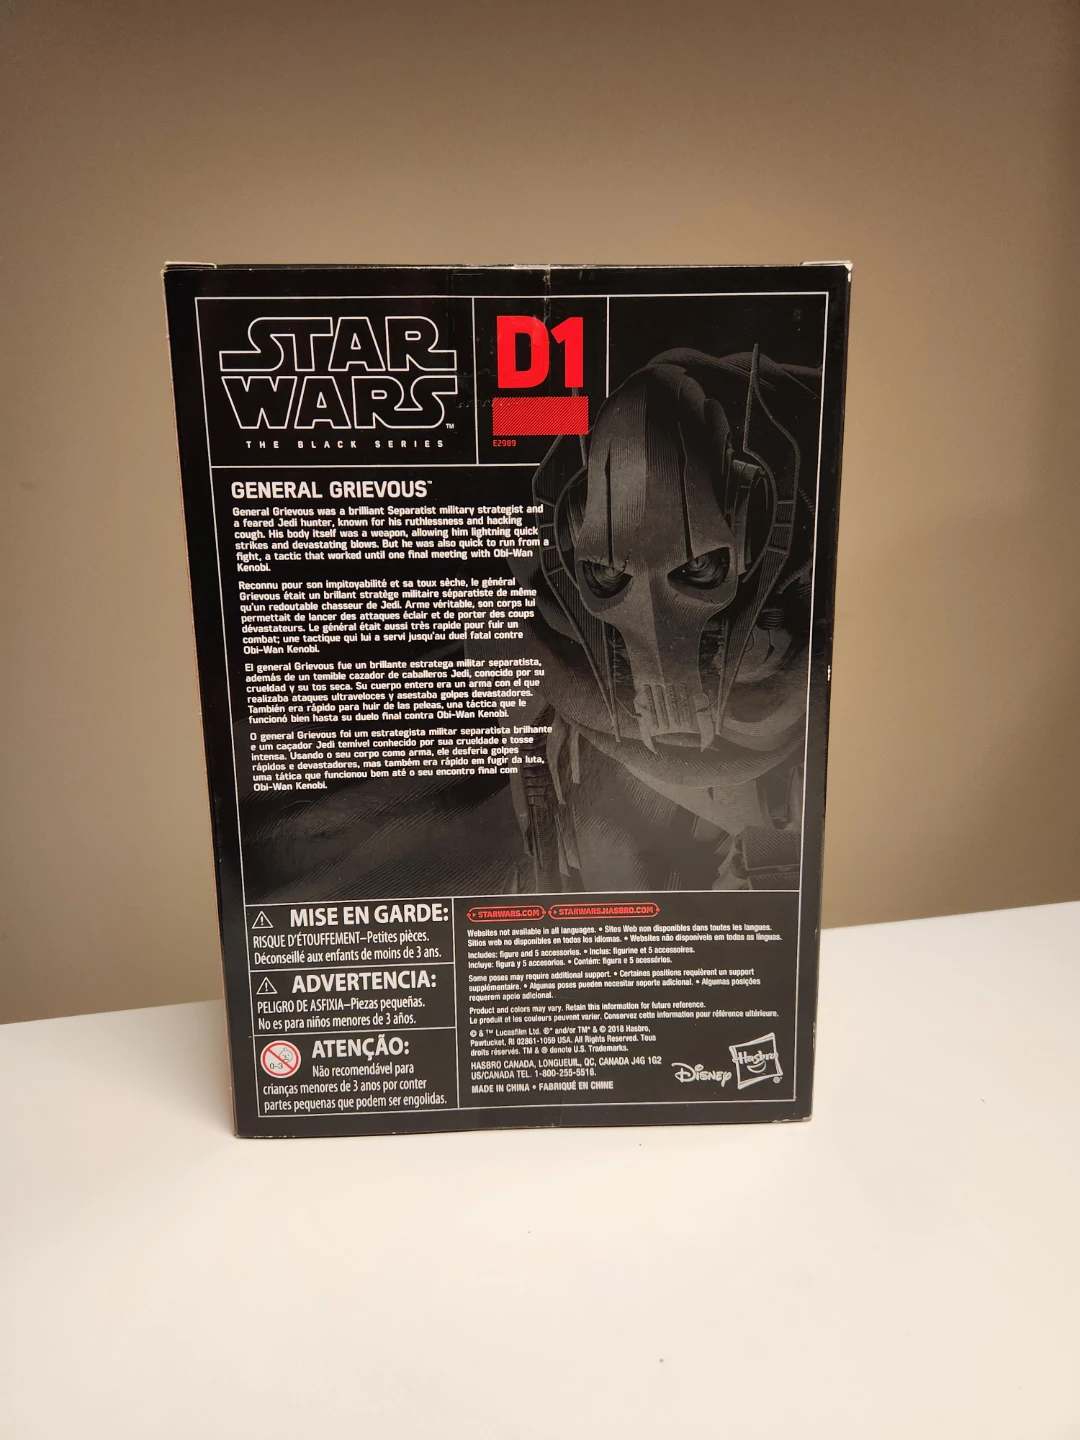 STAR
WARS™
THE BLACK SERIES
D1
E2989
GENERAL GRIEVOUS™
General Grievous was a brilliant Separatist military strategist and
a feared Jedi hunter, known for his ruthlessness and hacking
cough. His body itself was a weapon, allowing him lightning quick
strikes and devastating blows. But he was also quick to run from a
fight, a tactic that worked until one final meeting with Obi-Wan
Kenobi.
Reconnu pour son impitoyabilité et sa toux sèche, le général
Grievous était un brillant stratège militaire séparatiste de même
qu'un redoutable chasseur de Jedi. Arme véritable, son corps lui
permettait de lancer des attaques éclair et de porter des coups
dévastateurs. Le général était aussi très rapide pour fuir un
combat; une tactique qui lui a servi jusqu'au duel fatal contre
Obi-Wan Kenobi.
El general Grievous fue un brillante estratega militar separatista,
además de un temible cazador de caballeros Jedi, conocido por su
crueldad y su tos seca. Su cuerpo entero era un arma con el que
realizaba ataques ultraveloces y asestaba golpes devastadores.
También era rápido para huir de las peleas, una táctica que le
funcionó bien hasta su duelo final contra Obi-Wan Kenobi.
O general Grievous foi um estrategista militar separatista brilhante
e um caçador Jedi temível conhecido por sua crueldade e tosse
intensa. Usando o seu corpo como arma, ele desferia golpes
rápidos e devastadores, mas também era rápido em fugir da luta,
uma tática que funcionou bem até o seu encontro final com
Obi-Wan Kenobi.
MISE EN GARDE:
RISQUE D'ÉTOUFFEMENT–Petites pièces.
Déconseillé aux enfants de moins de 3 ans.
ADVERTENCIA:
PELIGRO DE ASFIXIA–Piezas pequeñas.
No es para niños menores de 3 años.
0-3
ATENÇÃO:
Não recomendável para
crianças menores de 3 anos por conter
partes pequenas que podem ser engolidas.
STARWARS.COM STARWARS.HASBRO.COM
Websites not available in all languages. • Sites Web non disponibles dans toutes les langues.
Sitios web no disponibles en todos los idiomas. • Websites não disponíveis em todas as línguas.
Includes: figure and 5 accessories. • Inclus: figurine et 5 accessoires.
Incluye: figura y 5 accesorios. • Contém: figura e 5 acessórios.
Some poses may require additional support. • Certaines positions requièrent un support
supplémentaire. • Algunas poses pueden necesitar soporte adicional. • Algumas posições
requerem apoio adicional.
Product and colors may vary. Retain this information for future reference.
Le produit et les couleurs peuvent varier. Conservez cette information pour référence ultérieure.
© & ™ Lucasfilm Ltd. ®* and/or TM* & © 2018 Hasbro,
Pawtucket, RI 02861-1059 USA. All Rights Reserved. Tous
droits réservés. TM & ® denote U.S. Trademarks.
HASBRO CANADA, LONGUEUIL, QC, CANADA J4G 1G2
US/CANADA TEL. 1-800-255-5516.
MADE IN CHINA • FABRIQUÉ EN CHINE
Disney
Hasbro®